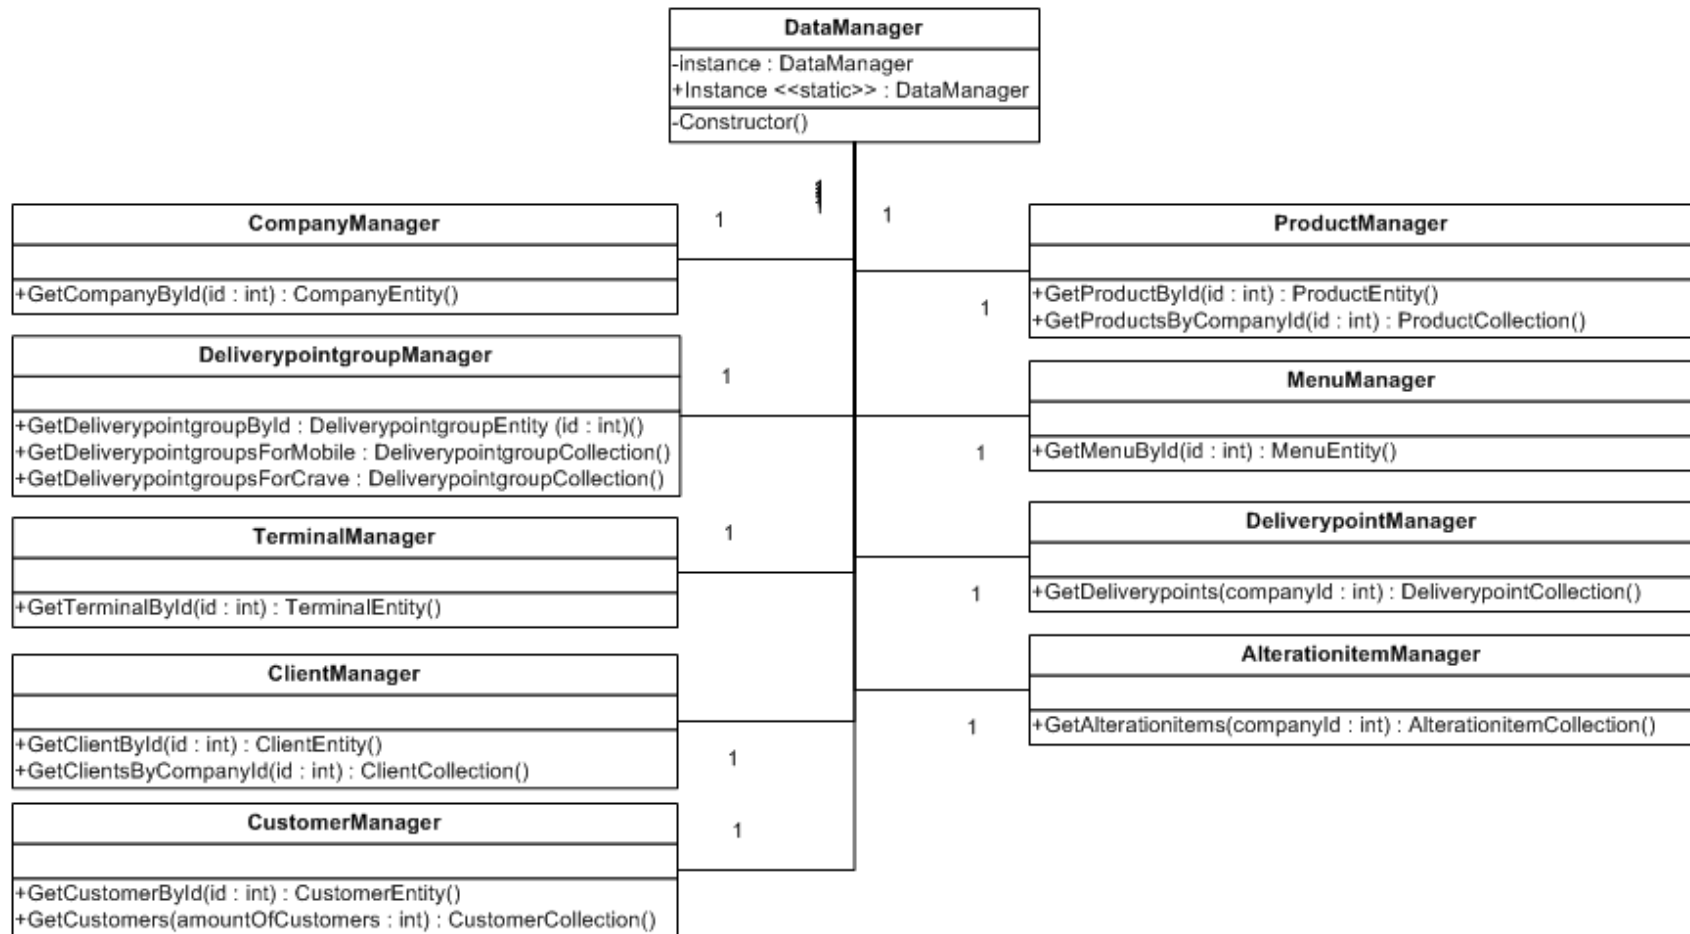 DataManager
-instance : DataManager
+Instance <<static>> : DataManager
-Constructor()
1
1
CompanyManager
+GetCompanyById(id : int) : CompanyEntity()
1
DeliverypointgroupManager
+GetDeliverypointgroupById : DeliverypointgroupEntity (id : int)()
+GetDeliverypointgroupsForMobile : DeliverypointgroupCollection()
+GetDeliverypointgroupsForCrave : DeliverypointgroupCollection()
1
TerminalManager
+GetTerminalById(id : int) : TerminalEntity()
1
ClientManager
+GetClientById(id : int) : ClientEntity()
+GetClientsByCompanyId(id : int) : ClientCollection()
1
CustomerManager
+GetCustomerById(id : int) : CustomerEntity()
+GetCustomers(amountOfCustomers : int) : CustomerCollection()
1
ProductManager
+GetProductById(id : int) : ProductEntity()
+GetProductsByCompanyId(id : int) : ProductCollection()
1
MenuManager
+GetMenuById(id : int) : MenuEntity()
1
DeliverypointManager
+GetDeliverypoints(companyId : int) : DeliverypointCollection()
1
AlterationitemManager
+GetAlterationitems(companyId : int) : AlterationitemCollection()
1